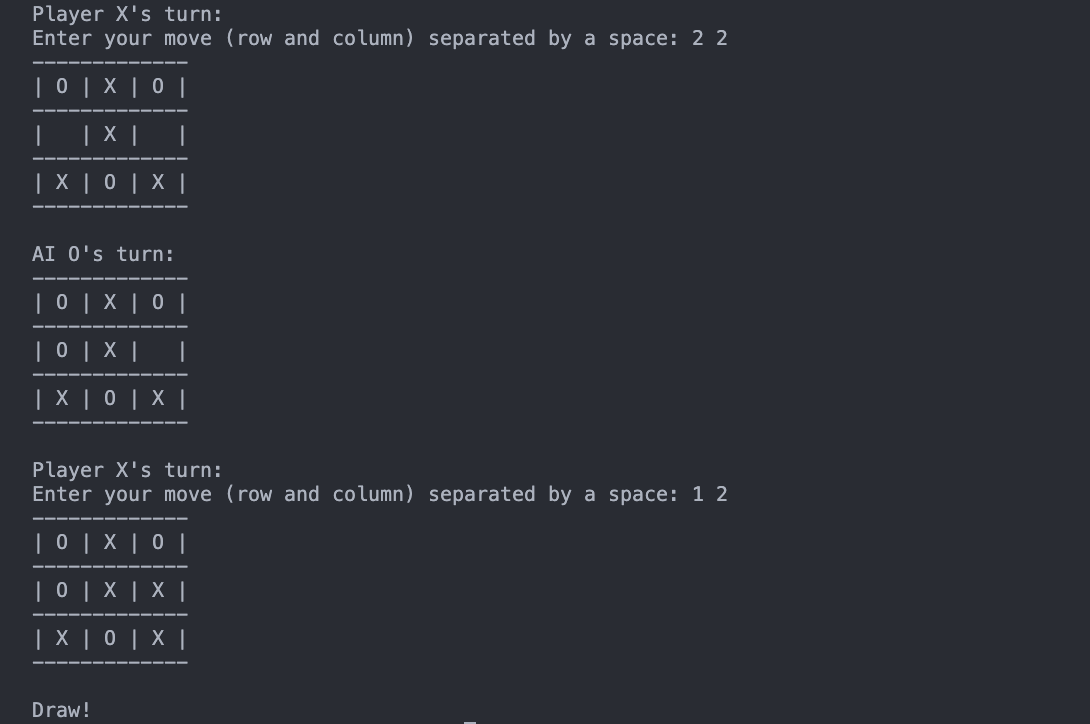 Player X's turn:
Enter your move (row and column) separated by a space: 2 2
-------------
| O | X | O |
-------------
|   | X |   |
-------------
| X | O | X |
-------------
AI O's turn:
-------------
| O | X | O |
-------------
| O | X |   |
-------------
| X | O | X |
-------------
Player X's turn:
Enter your move (row and column) separated by a space: 1 2
-------------
| O | X | O |
-------------
| O | X | X |
-------------
| X | O | X |
-------------
Draw!